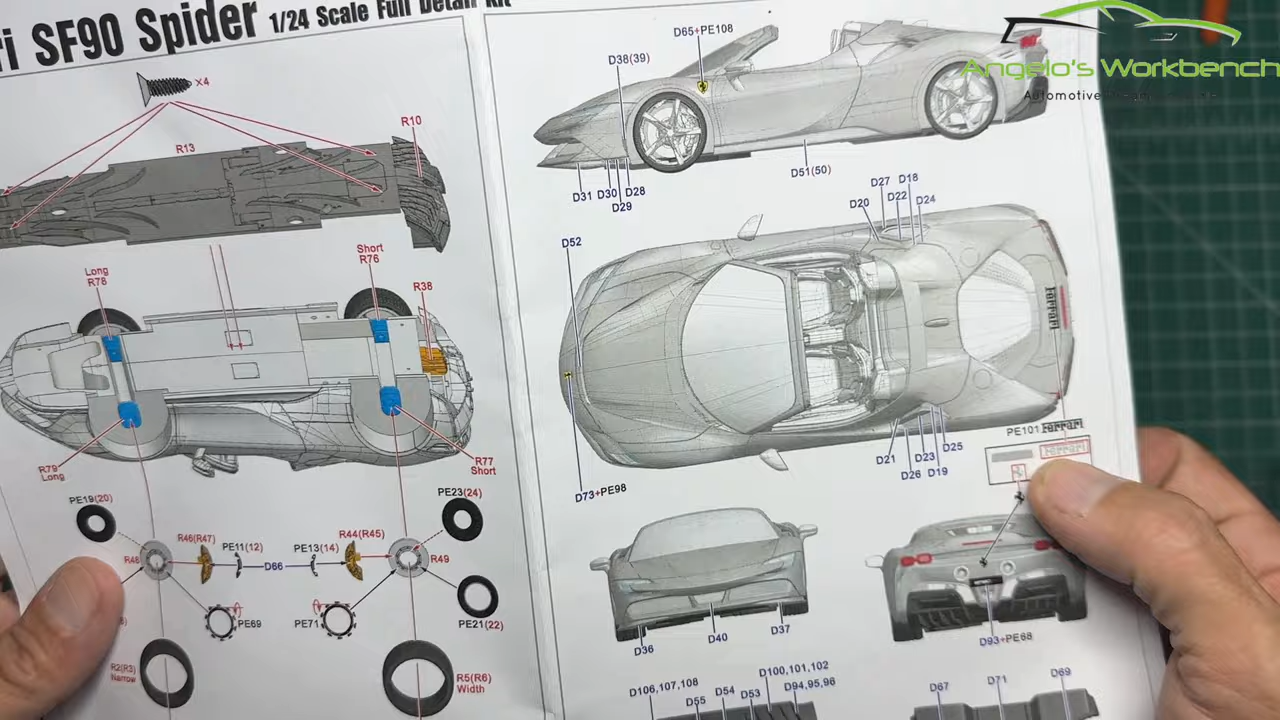 SF90 Spider 1/24 Scale Full Detail Kit
×4
R13
R10
Long
R78
Short
R76
R38
R79
Long
R77
Short
PE19(20)
PE23(24)
R46(R47)
PE11(12)
PE13(14)
R44(R45)
R48
D66
R49
PE69
PE71
PE21(22)
R2(R3)
Narrow
R5(R6)
Width
D65+PE108
D38(39)
D31
D30
D28
D29
D51(50)
D27
D18
D20
D22
D24
D52
Ferrari
D21
D23
D25
D26
D19
PE101
Ferrari
Ferrari
D73+PE98
D36
D40
D37
D93+PE68
D106,107,108
D55
D54
D53
D100,101,102
D94,95,96
D67
D71
D69
Angelo's Workbench